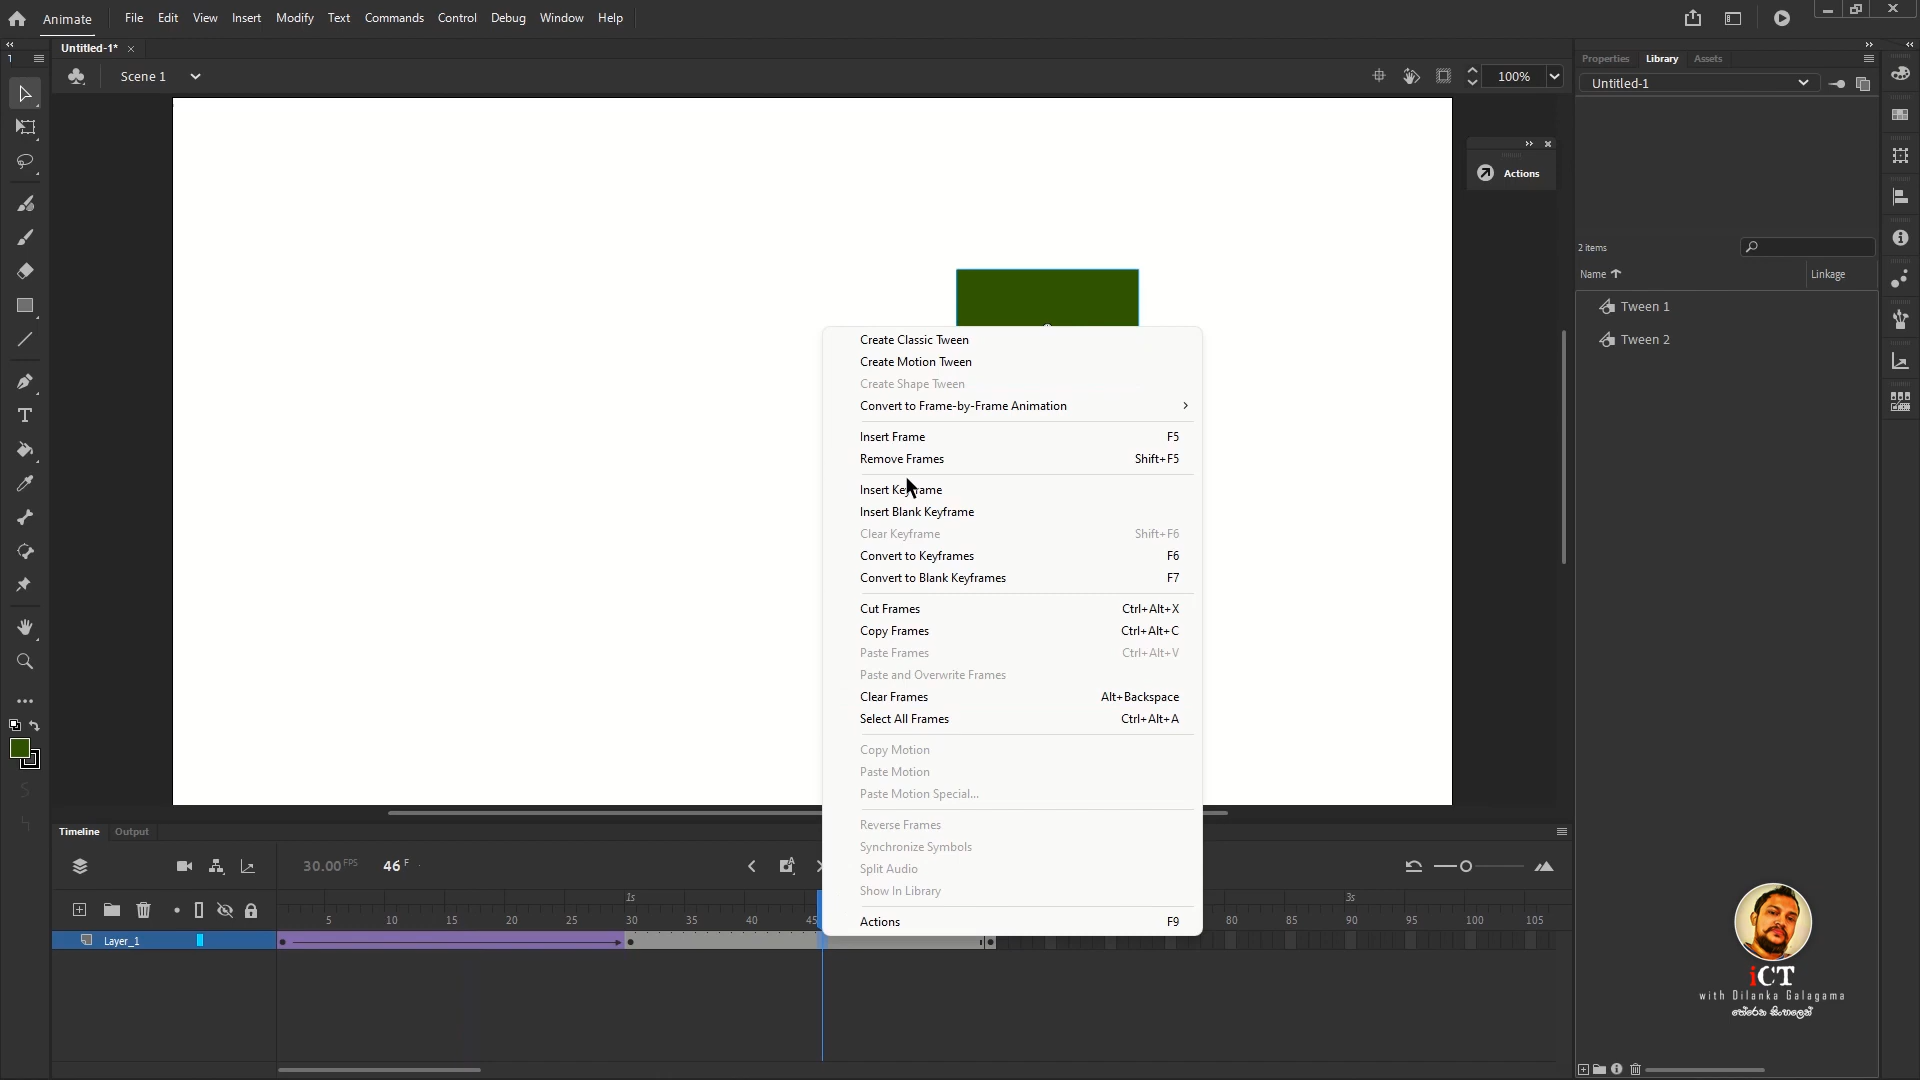 Animate
File Edit View Insert Modify Text Commands Control Debug Window Help
Untitled-1*
Scene 1
100%
Properties Library Assets
Untitled-1
Actions
2 items
Name
Linkage
Tween 1
Tween 2
Create Classic Tween
Create Motion Tween
Create Shape Tween
Convert to Frame-by-Frame Animation
Insert Frame F5
Remove Frames Shift+F5
Insert Keyframe
Insert Blank Keyframe
Clear Keyframe Shift+F6
Convert to Keyframes F6
Convert to Blank Keyframes F7
Cut Frames Ctrl+Alt+X
Copy Frames Ctrl+Alt+C
Paste Frames Ctrl+Alt+V
Paste and Overwrite Frames
Clear Frames Alt+Backspace
Select All Frames Ctrl+Alt+A
Copy Motion
Paste Motion
Paste Motion Special...
Reverse Frames
Synchronize Symbols
Split Audio
Show In Library
Actions F9
Timeline Output
30.00 FPS 46 F
1s 3s
5 10 15 20 25 30 35 40 45 80 85 90 95 100 105
Layer_1
iCT
with Dilanka Galagama
තේරෙන සිංහලෙන්